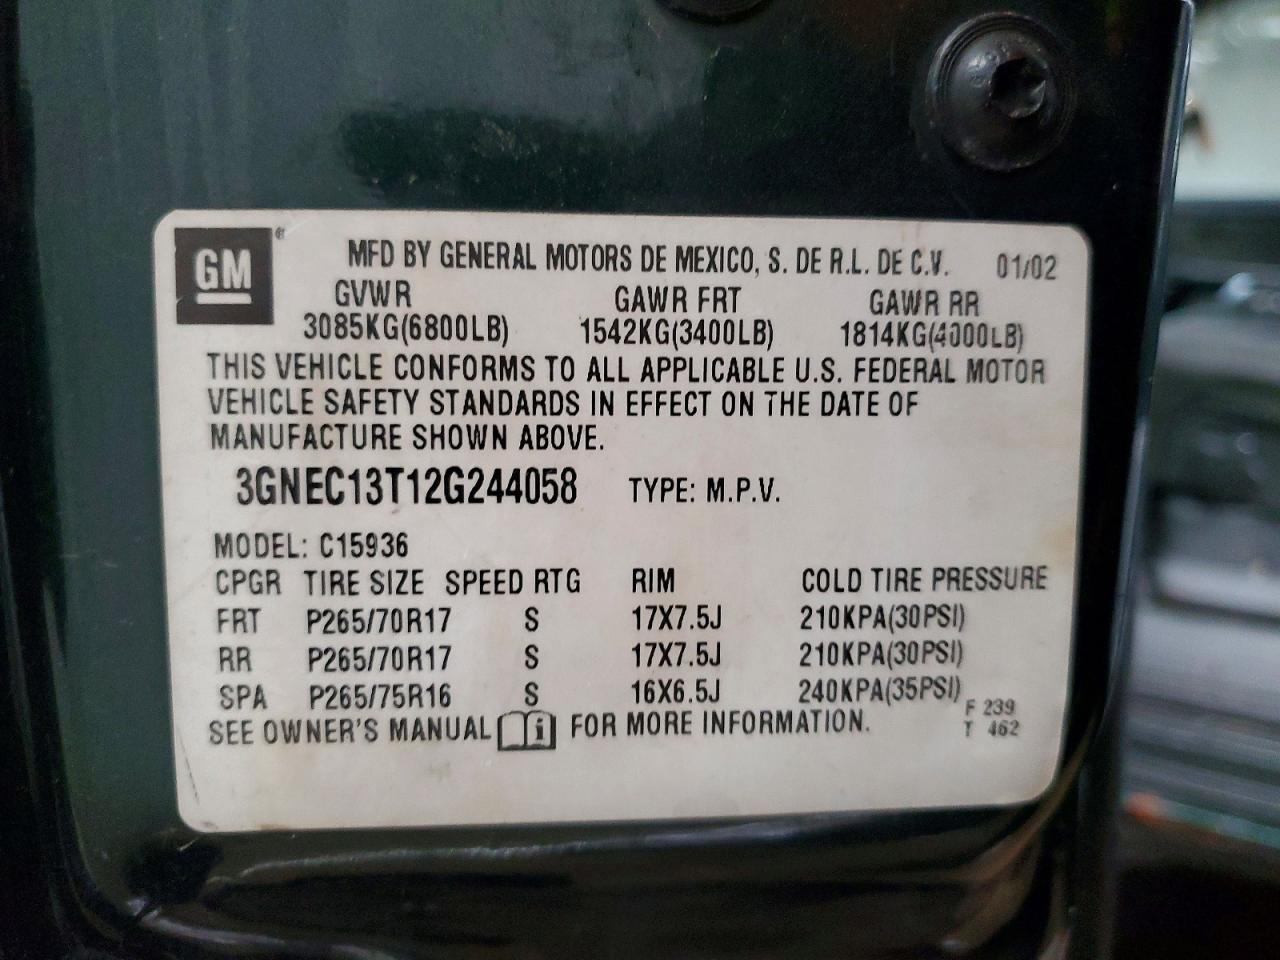 GM® MFD BY GENERAL MOTORS DE MEXICO, S. DE R.L. DE C.V. 01/02
GVWR GAWR FRT GAWR RR
3085KG(6800LB) 1542KG(3400LB) 1814KG(4000LB)
THIS VEHICLE CONFORMS TO ALL APPLICABLE U.S. FEDERAL MOTOR
VEHICLE SAFETY STANDARDS IN EFFECT ON THE DATE OF
MANUFACTURE SHOWN ABOVE.
3GNEC13T12G244058 TYPE: M.P.V.
MODEL: C15936
CPGR TIRE SIZE SPEED RTG RIM COLD TIRE PRESSURE
FRT P265/70R17 S 17X7.5J 210KPA(30PSI)
RR P265/70R17 S 17X7.5J 210KPA(30PSI)
SPA P265/75R16 S 16X6.5J 240KPA(35PSI)
SEE OWNER'S MANUAL i FOR MORE INFORMATION.
F 239
T 462